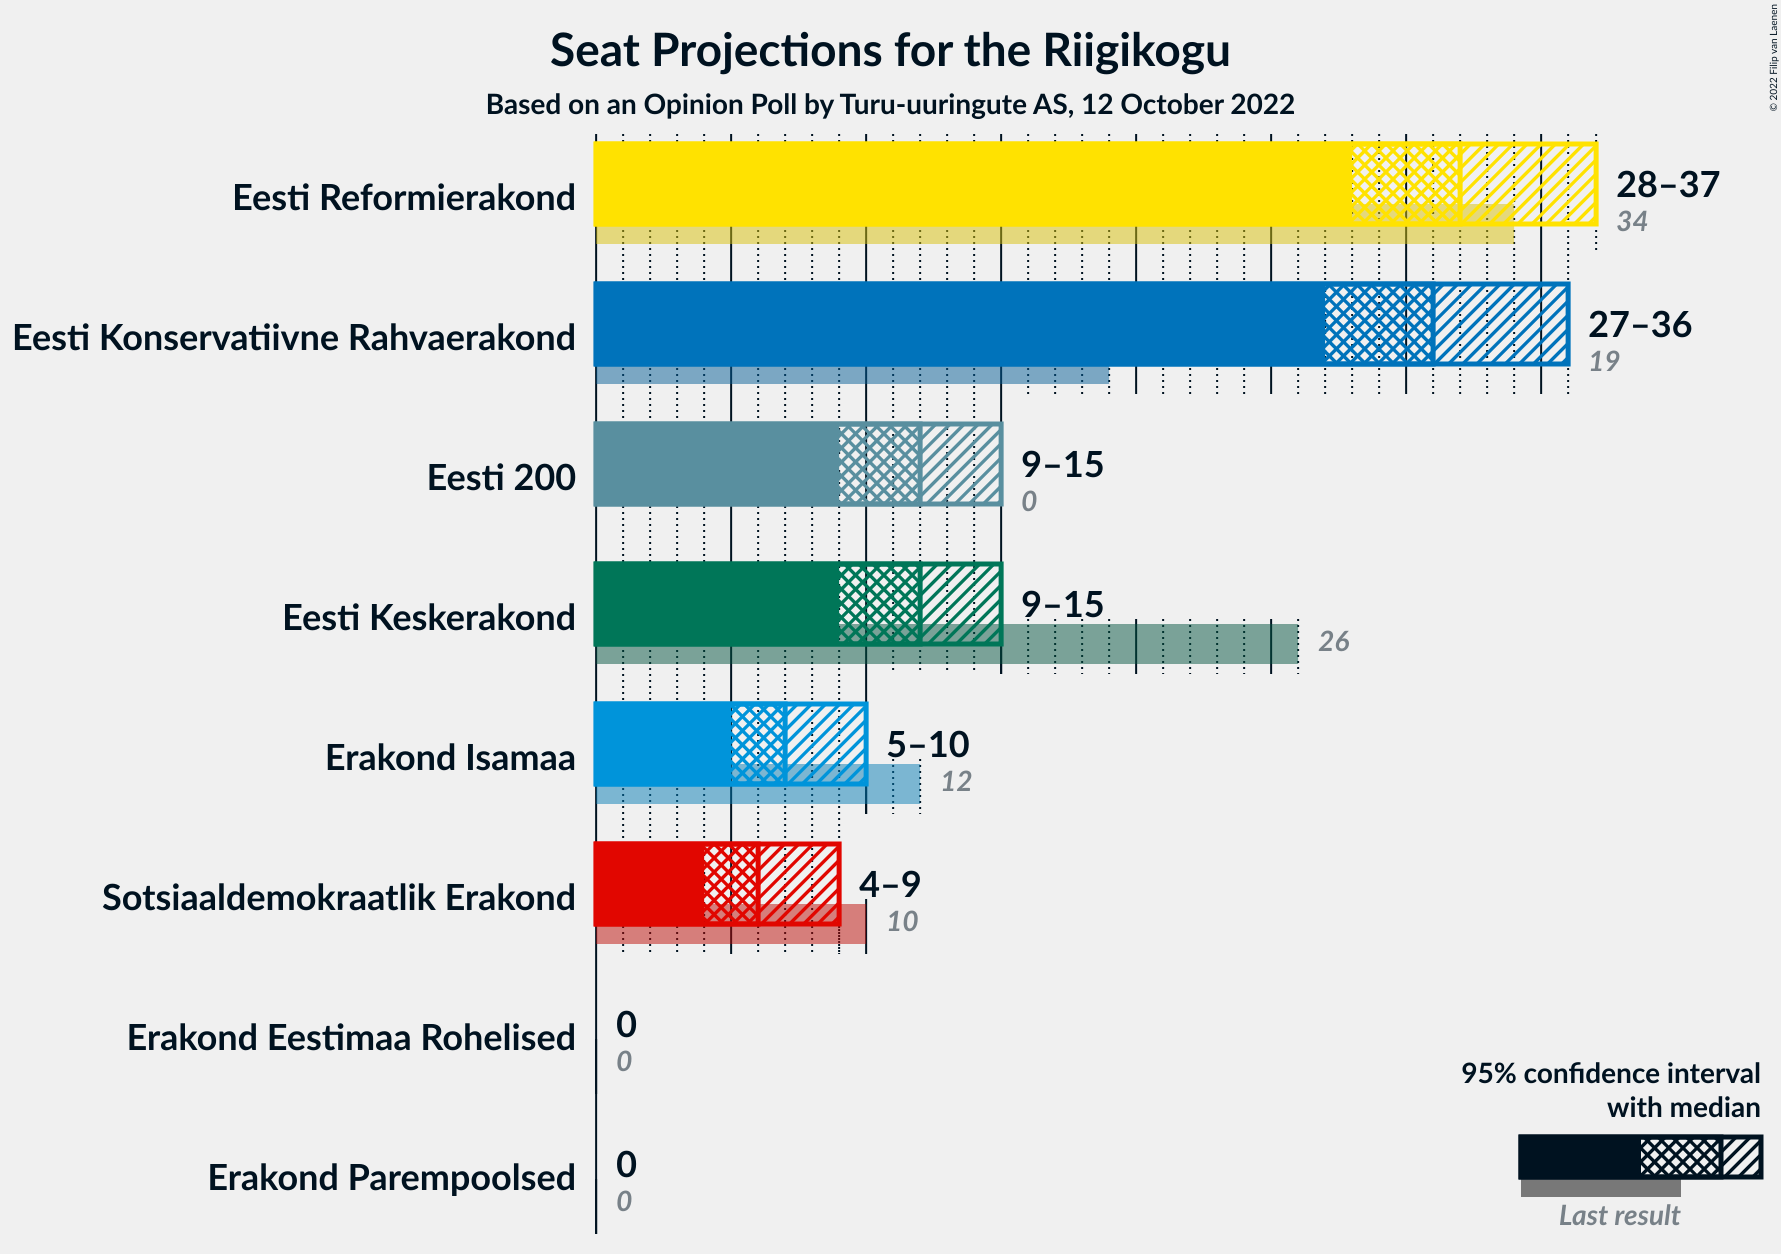 Seat Projections for the Riigikogu
Based on an Opinion Poll by Turu-uuringute AS, 12 October 2022
© 2022 Filip van Laenen
Eesti Reformierakond
28–37
34
Eesti Konservatiivne Rahvaerakond
27–36
19
Eesti 200
9–15
0
Eesti Keskerakond
9–15
26
Erakond Isamaa
5–10
12
Sotsiaaldemokraatlik Erakond
4–9
10
Erakond Eestimaa Rohelised
0
0
Erakond Parempoolsed
0
0
95% confidence interval
with median
Last result